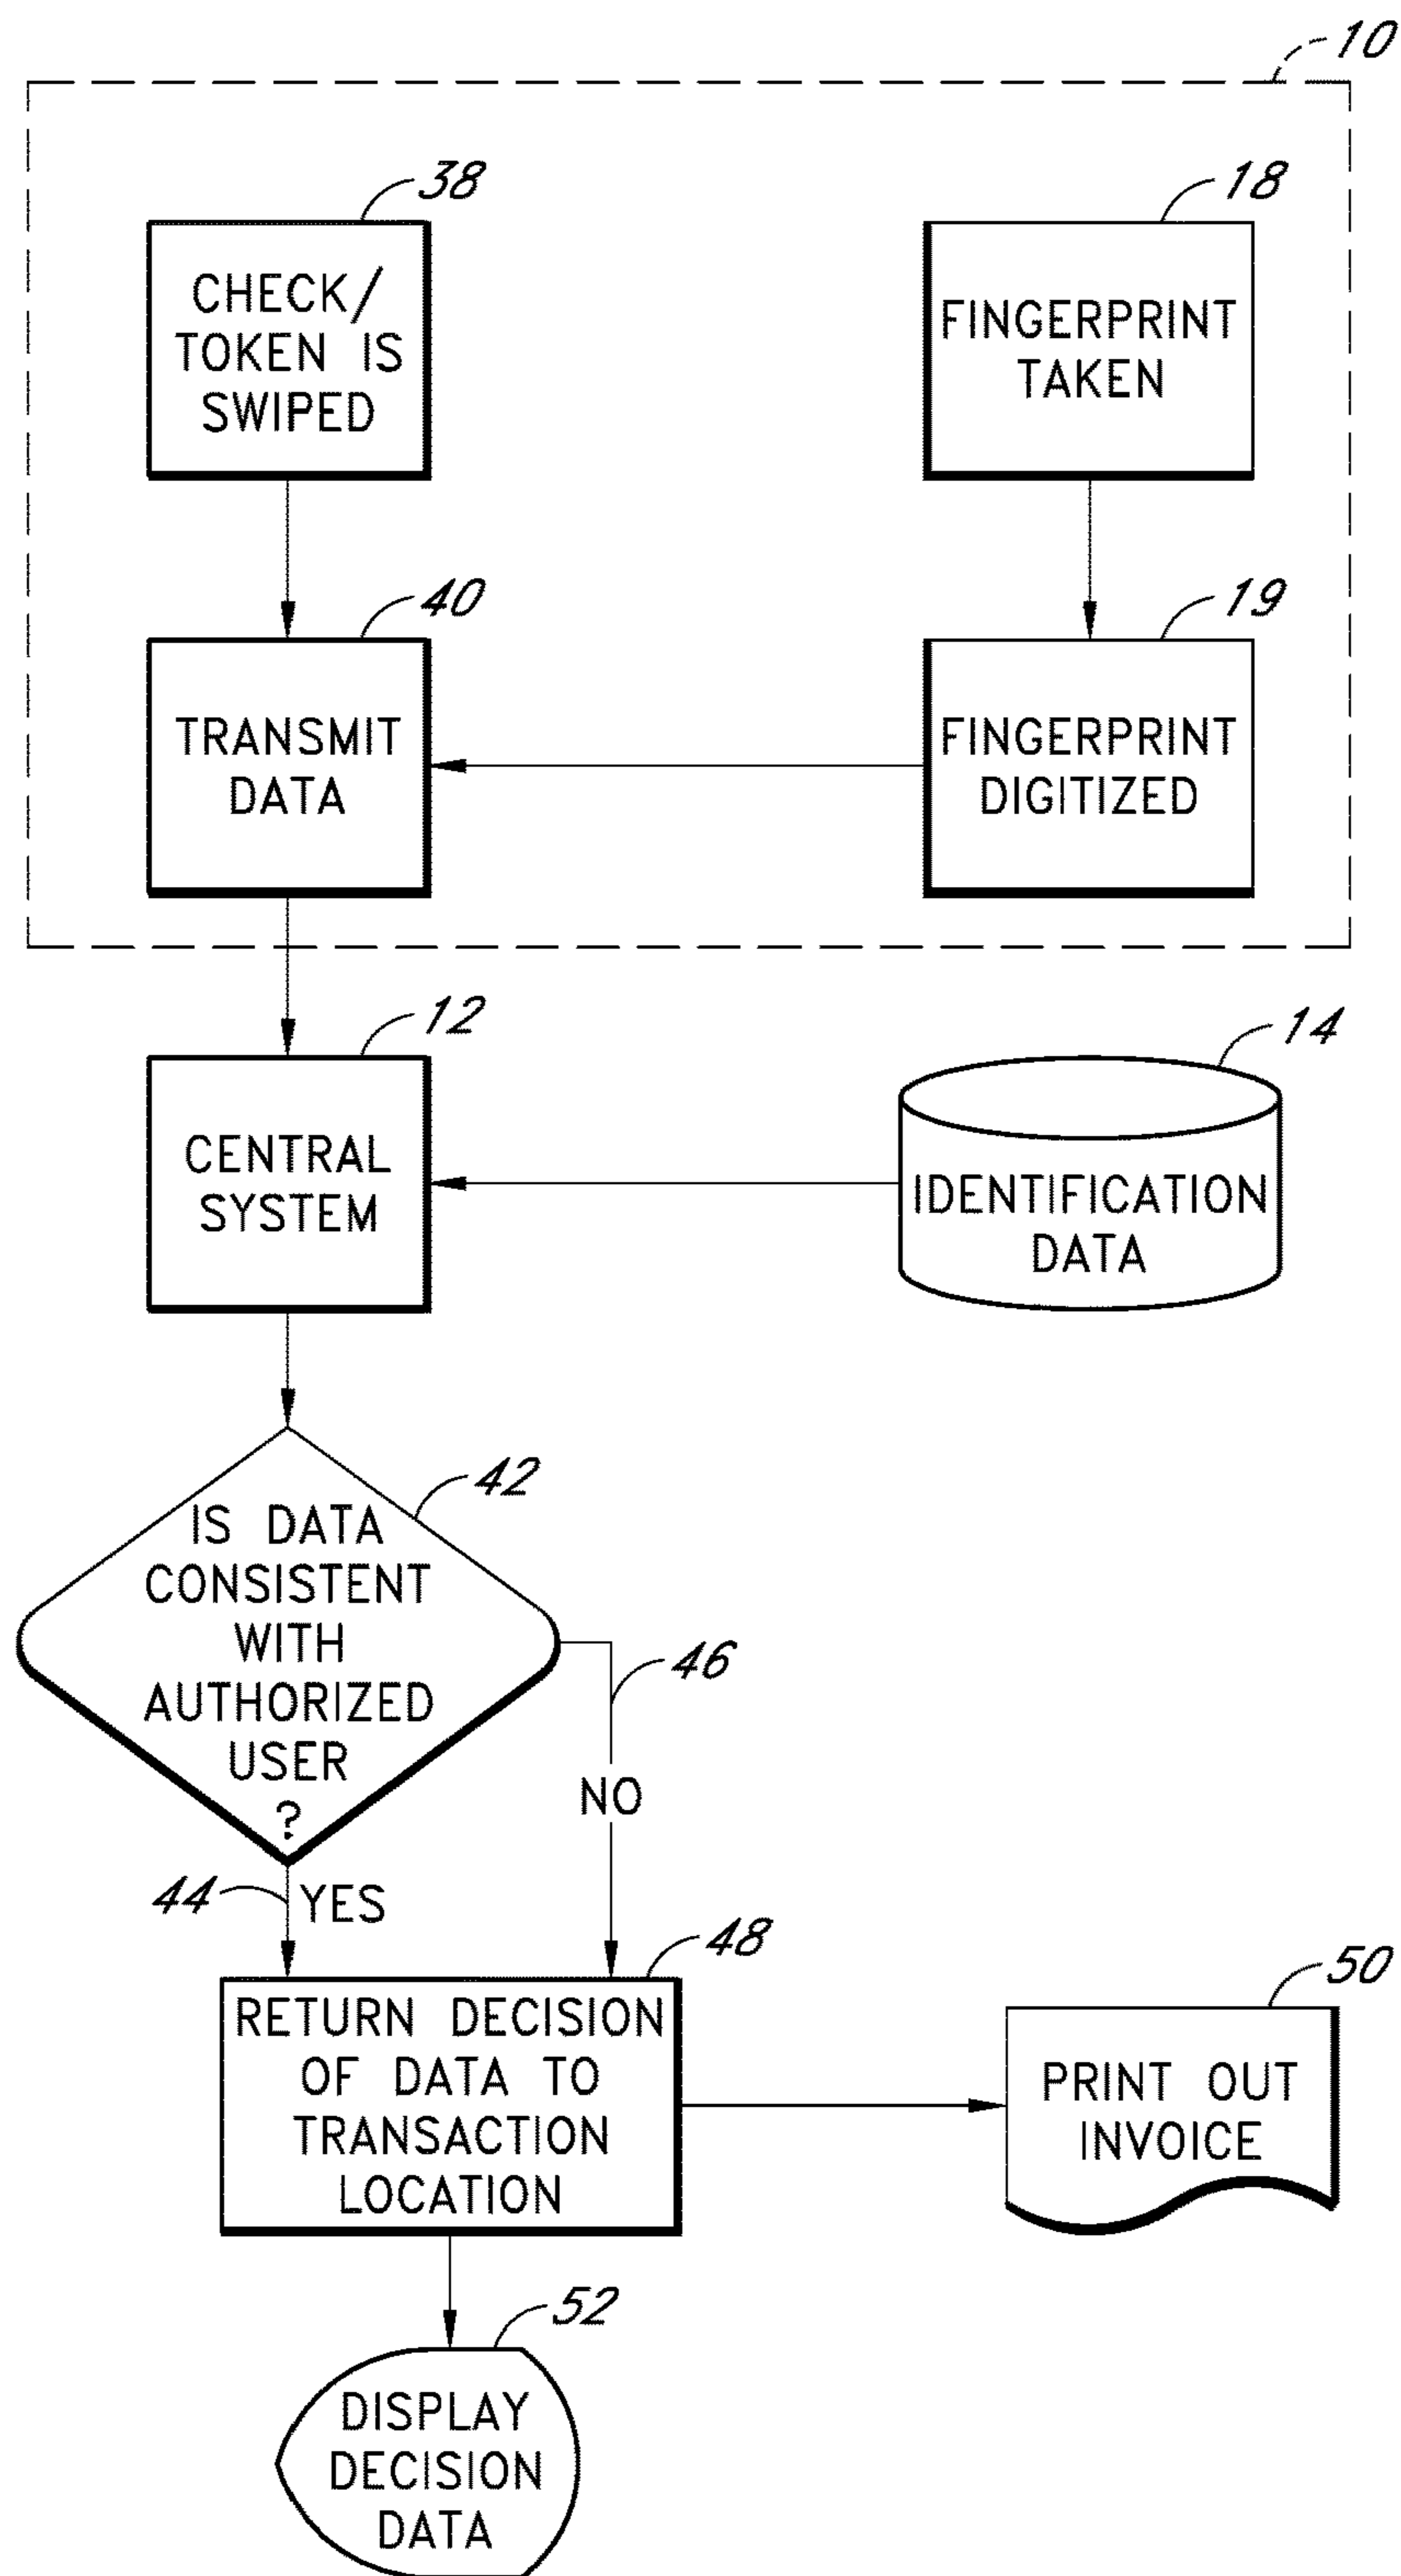 10
38
CHECK/
TOKEN IS
SWIPED
18
FINGERPRINT
TAKEN
40
TRANSMIT
DATA
19
FINGERPRINT
DIGITIZED
12
CENTRAL
SYSTEM
14
IDENTIFICATION
DATA
42
IS DATA
CONSISTENT
WITH
AUTHORIZED
USER
?
46
NO
44
YES
48
RETURN DECISION
OF DATA TO
TRANSACTION
LOCATION
50
PRINT OUT
INVOICE
52
DISPLAY
DECISION
DATA